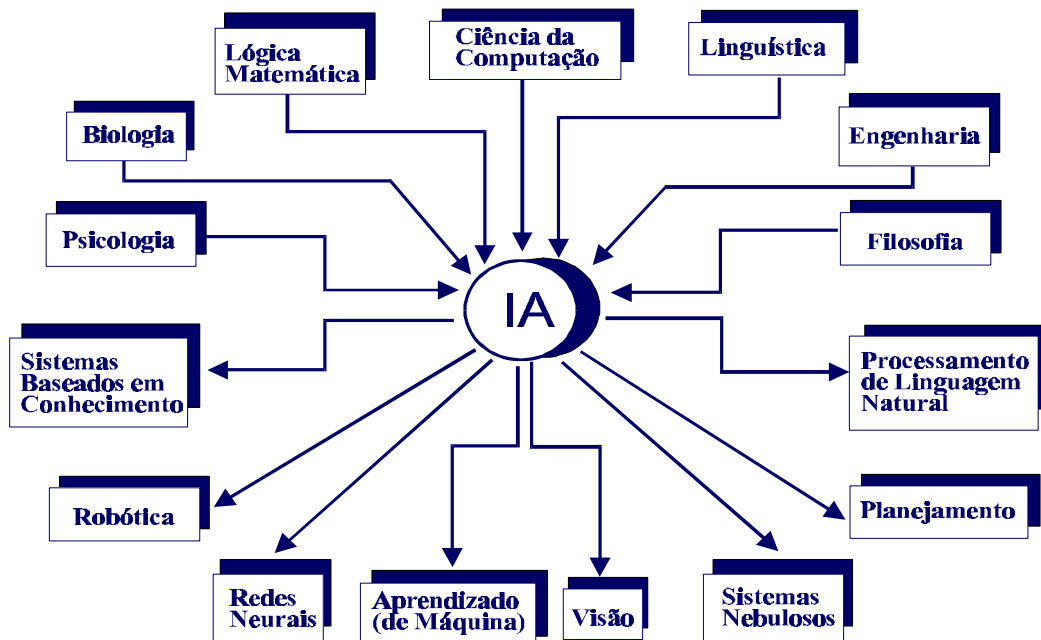 Lógica
Matemática
Ciência da
Computação
Linguística
Biologia
Engenharia
Psicologia
Filosofia
IA
Sistemas
Baseados em
Conhecimento
Processamento
de Linguagem
Natural
Robótica
Planejamento
Redes
Neurais
Aprendizado
(de Máquina)
Visão
Sistemas
Nebulosos